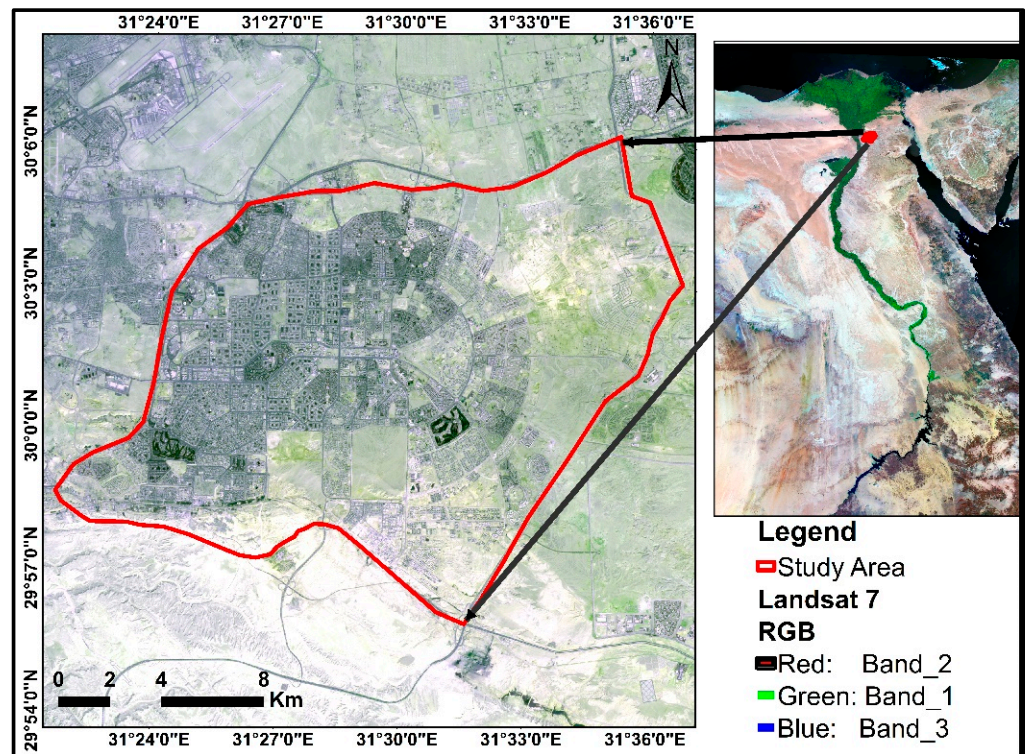 31°24'0"E 31°27'0"E 31°30'0"E 31°33'0"E 31°36'0"E
N
30°6'0"N
30°3'0"N
30°0'0"N
29°57'0"N
29°54'0"N
0 2 4 8
Km
31°24'0"E 31°27'0"E 31°30'0"E 31°33'0"E 31°36'0"E
Legend
Study Area
Landsat 7
RGB
Red: Band_2
Green: Band_1
Blue: Band_3